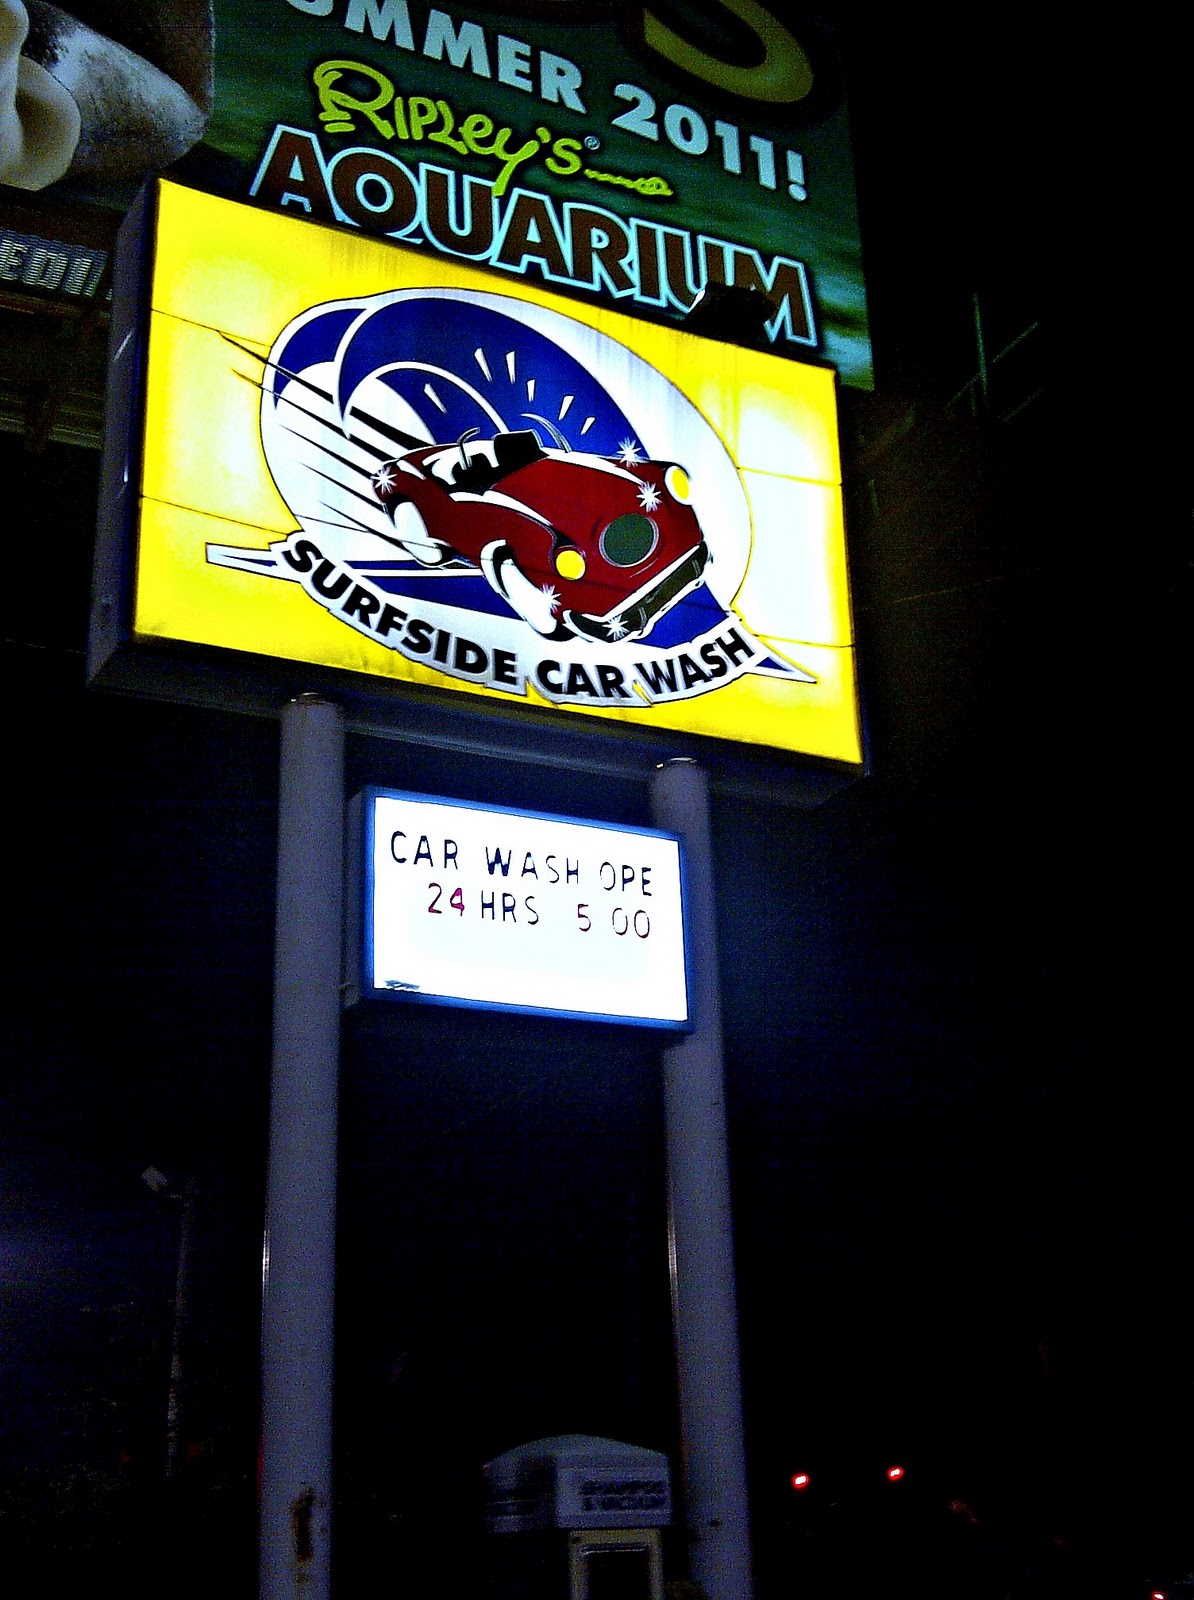 MMER 2011!
RIPLEY'S®
AQUARIUM
SURFSIDE CAR WASH
CAR WASH OPE
24 HRS 5 00